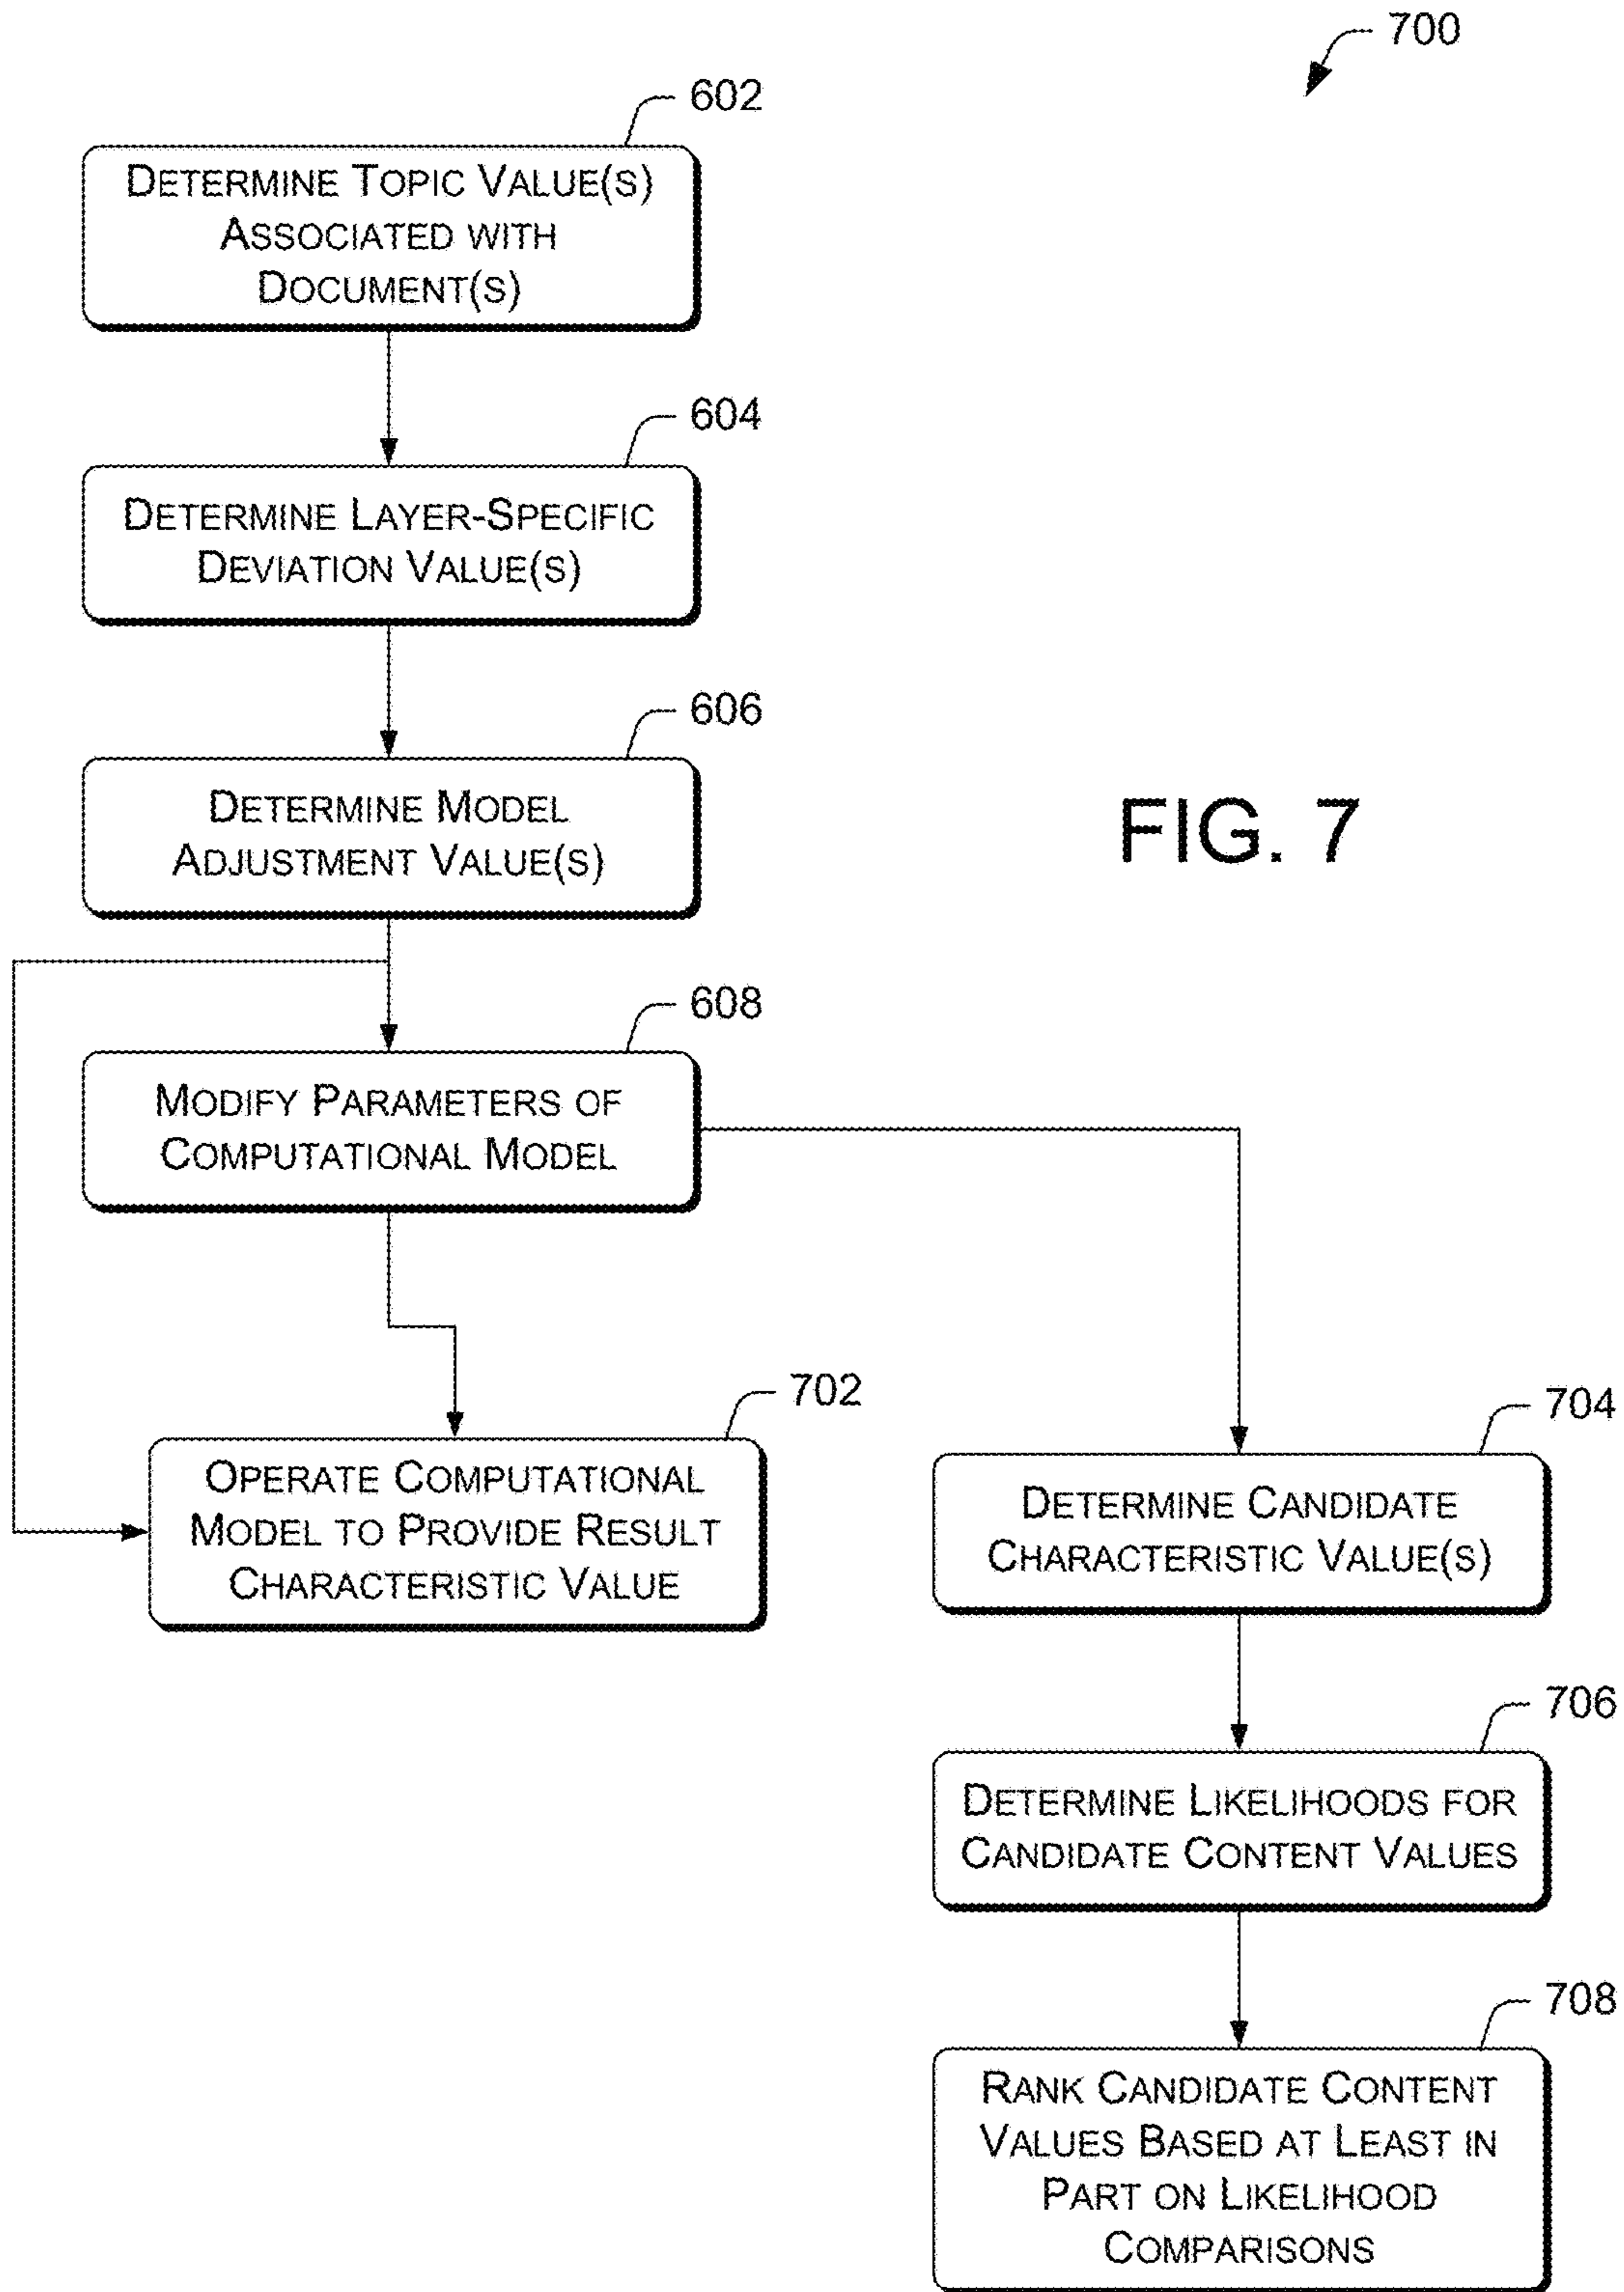 700
602
DETERMINE TOPIC VALUE(S)
ASSOCIATED WITH
DOCUMENT(S)
604
DETERMINE LAYER-SPECIFIC
DEVIATION VALUE(S)
606
DETERMINE MODEL
ADJUSTMENT VALUE(S)
FIG. 7
608
MODIFY PARAMETERS OF
COMPUTATIONAL MODEL
702
OPERATE COMPUTATIONAL
MODEL TO PROVIDE RESULT
CHARACTERISTIC VALUE
704
DETERMINE CANDIDATE
CHARACTERISTIC VALUE(S)
706
DETERMINE LIKELIHOODS FOR
CANDIDATE CONTENT VALUES
708
RANK CANDIDATE CONTENT
VALUES BASED AT LEAST IN
PART ON LIKELIHOOD
COMPARISONS